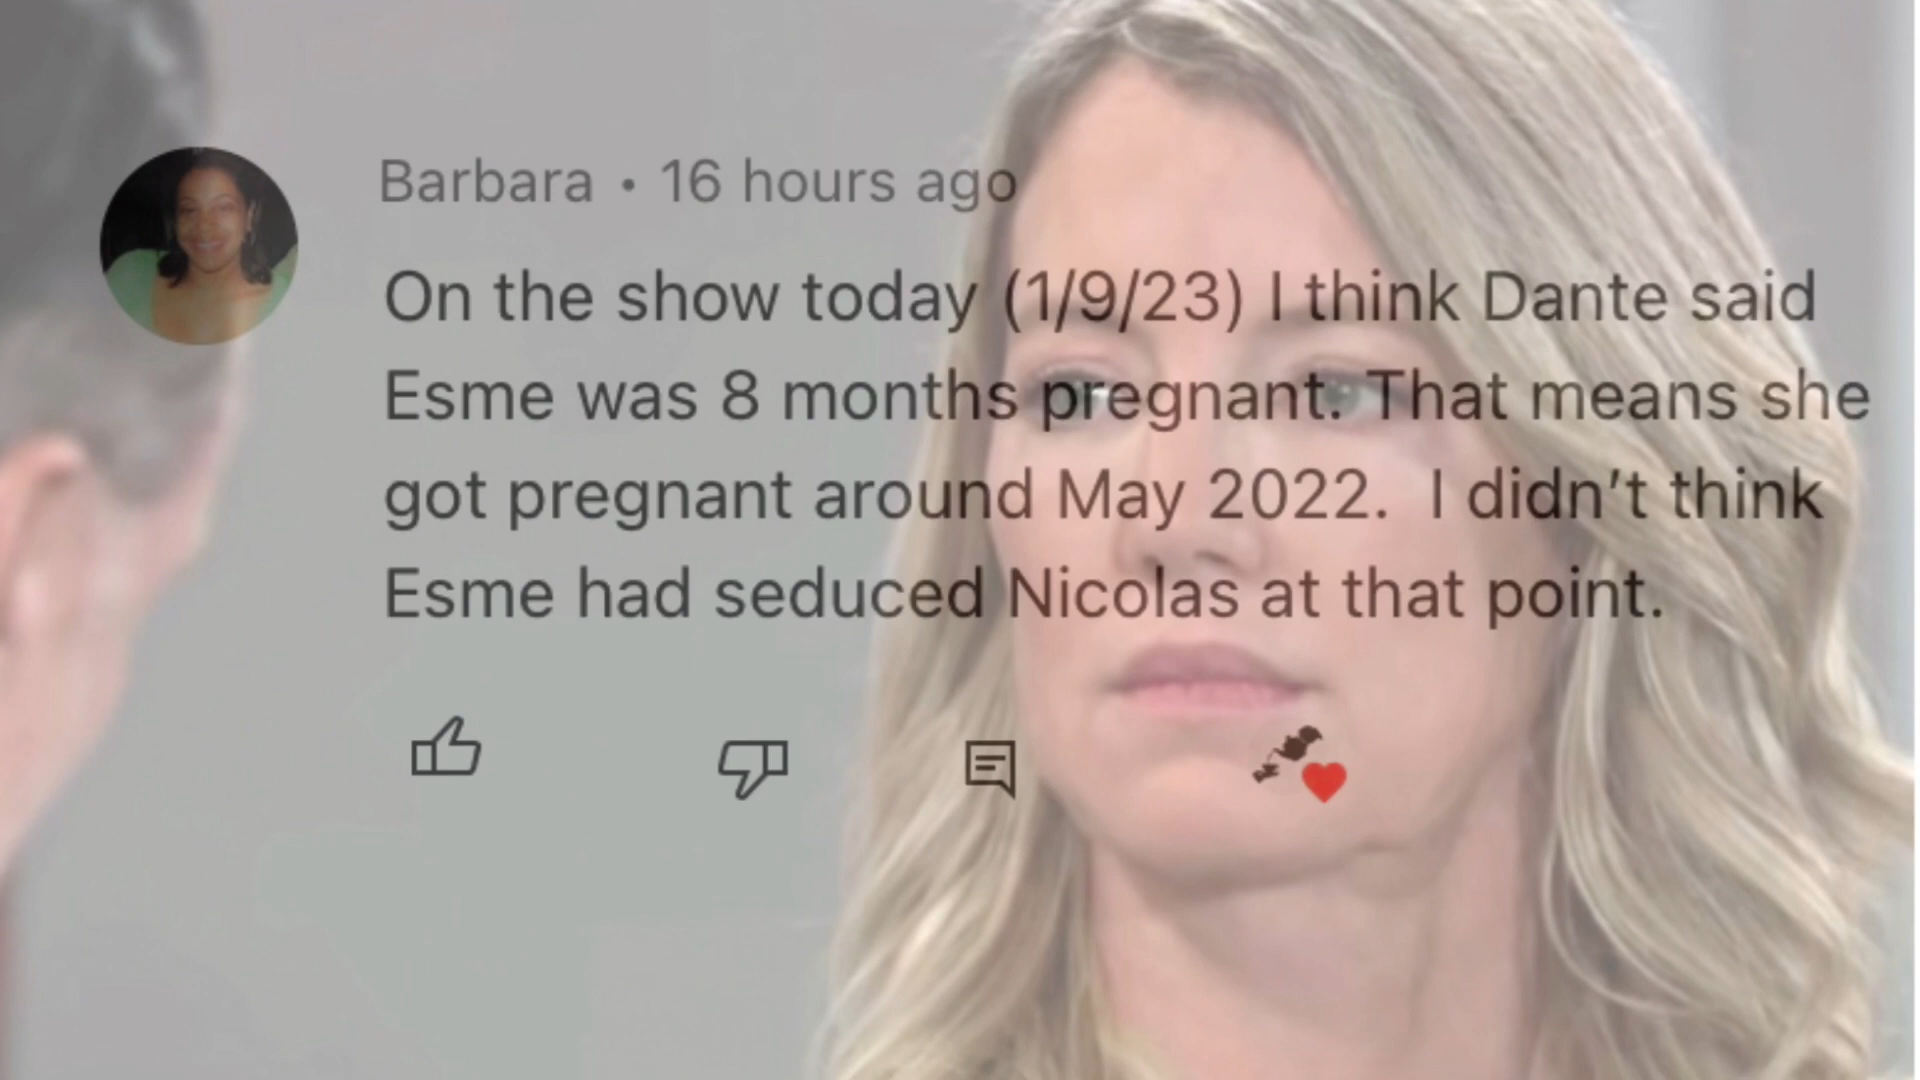 Barbara • 16 hours ago
On the show today (1/9/23) I think Dante said
Esme was 8 months pregnant. That means she
got pregnant around May 2022.  I didn’t think
Esme had seduced Nicolas at that point.